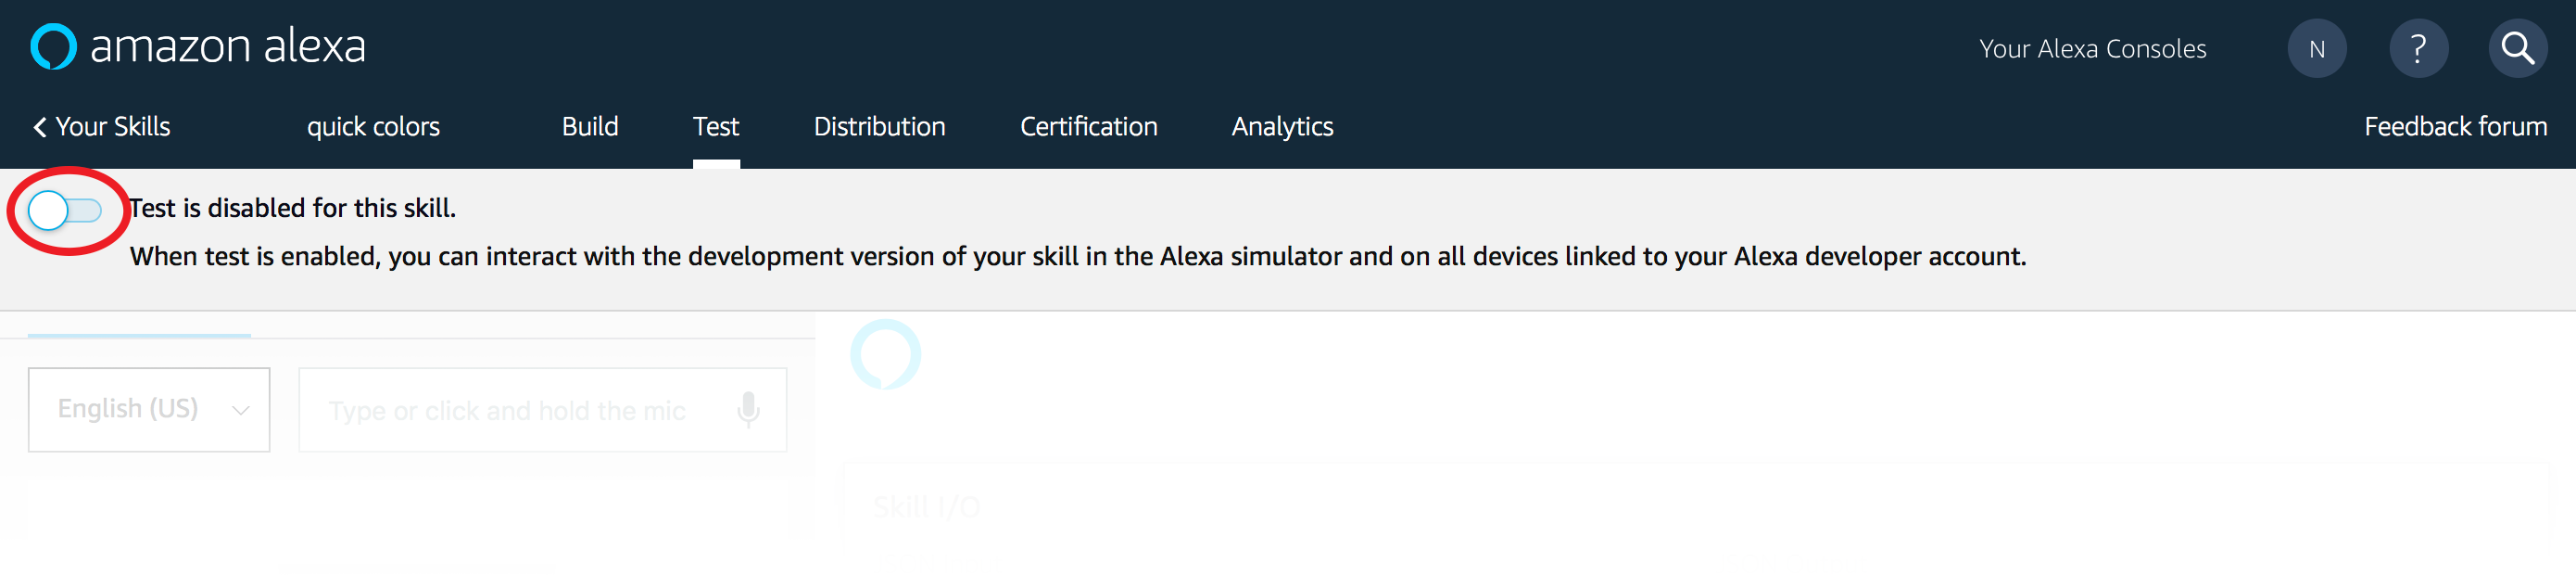 amazon alexa
Your Alexa Consoles
N
?
Your Skills
quick colors
Build
Test
Distribution
Certification
Analytics
Feedback forum
Test is disabled for this skill.
When test is enabled, you can interact with the development version of your skill in the Alexa simulator and on all devices linked to your Alexa developer account.
English (US)
Type or click and hold the mic
Skill I/O